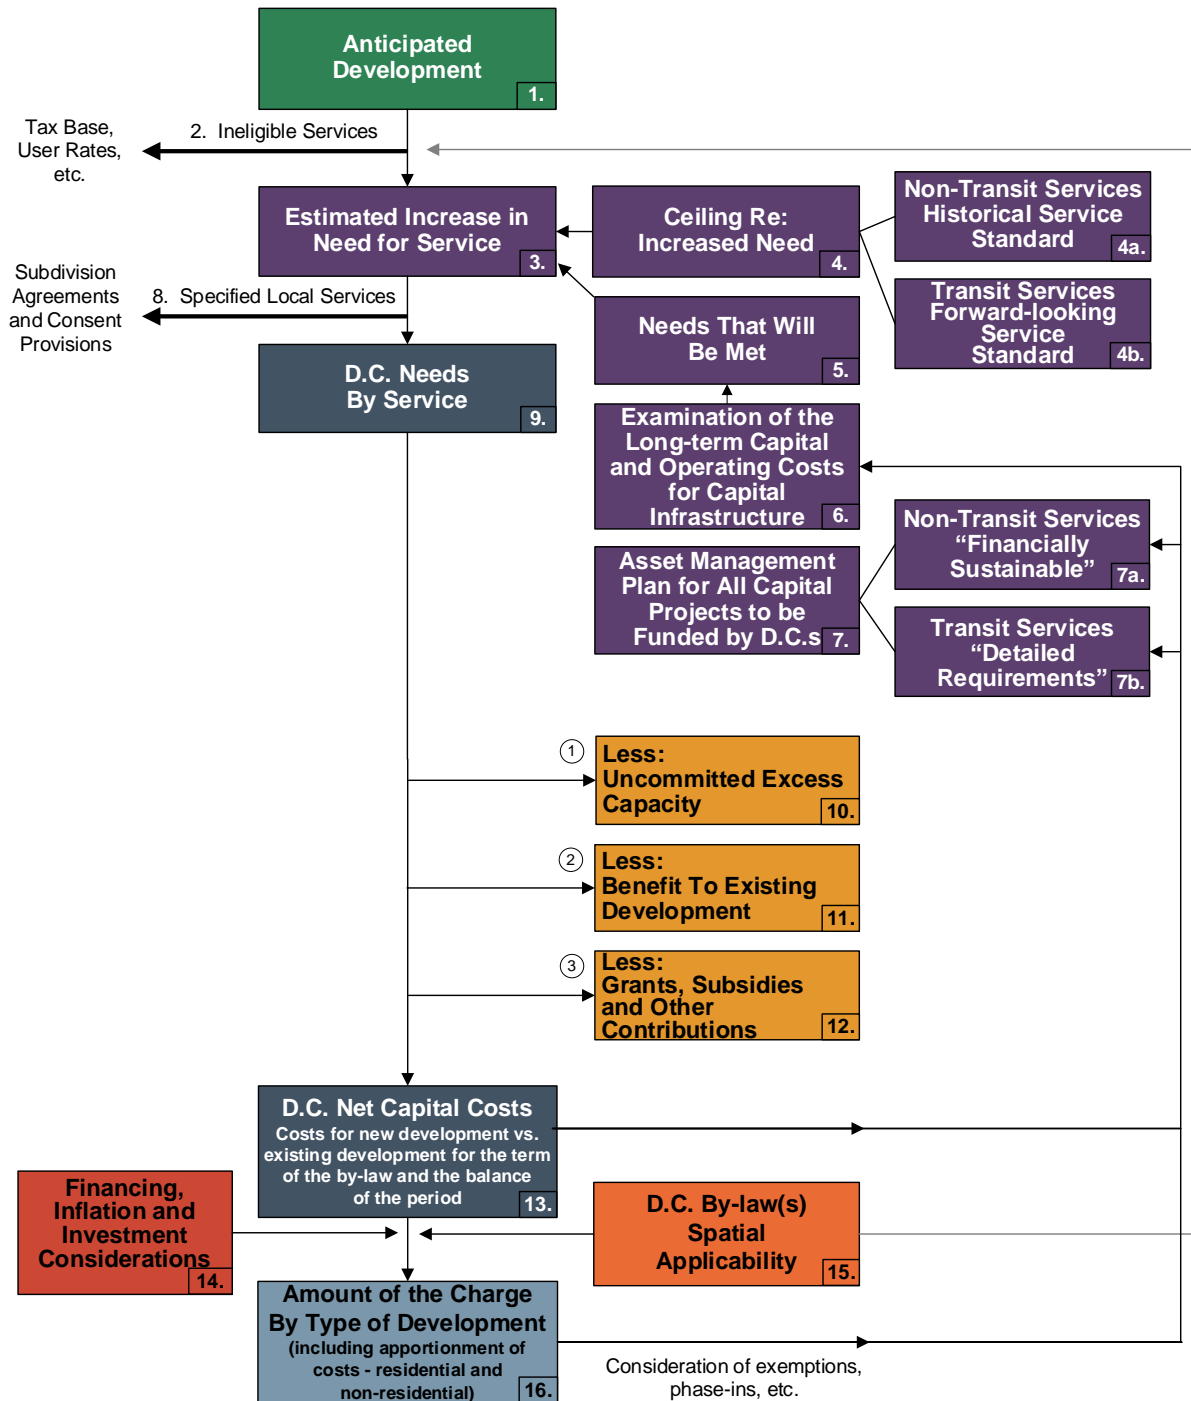 Anticipated
Development
1.
Tax Base,
User Rates,
etc.
2.  Ineligible Services
Estimated Increase in
Need for Service
3.
Ceiling Re:
Increased Need
4.
Non-Transit Services
Historical Service
Standard
4a.
Transit Services
Forward-looking
Service
Standard
4b.
Subdivision
Agreements
and Consent
Provisions
8.  Specified Local Services
Needs That Will
Be Met
5.
D.C. Needs
By Service
9.
Examination of the
Long-term Capital
and Operating Costs
for Capital
Infrastructure
6.
Asset Management
Plan for All Capital
Projects to be
Funded by D.C.s
7.
Non-Transit Services
“Financially
Sustainable”
7a.
Transit Services
“Detailed
Requirements”
7b.
1
Less:
Uncommitted Excess
Capacity
10.
2
Less:
Benefit To Existing
Development
11.
3
Less:
Grants, Subsidies
and Other
Contributions
12.
D.C. Net Capital Costs
Costs for new development vs.
existing development for the term
of the by-law and the balance
of the period
13.
Financing,
Inflation and
Investment
Considerations
14.
D.C. By-law(s)
Spatial
Applicability
15.
Amount of the Charge
By Type of Development
(including apportionment of
costs - residential and
non-residential)
16.
Consideration of exemptions,
phase-ins, etc.